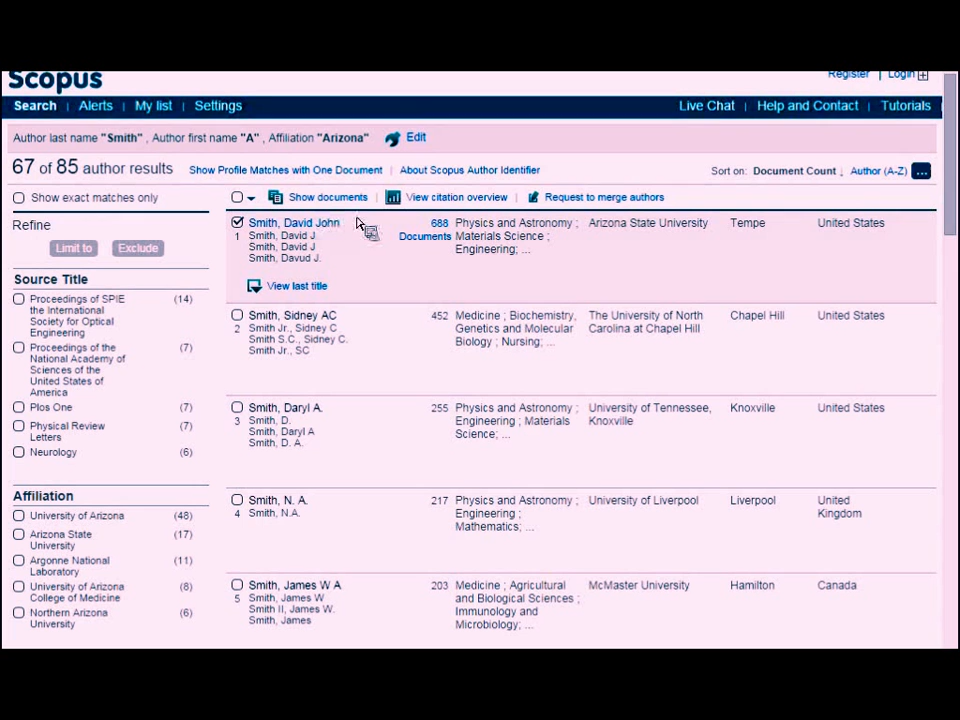 Scopus
Register | Login
Search | Alerts | My list | Settings
Live Chat | Help and Contact | Tutorials
Author last name "Smith" , Author first name "A" , Affiliation "Arizona" Edit
67 of 85 author results
Show Profile Matches with One Document | About Scopus Author Identifier
Sort on: Document Count Author (A-Z) ...
Show exact matches only
Refine
Limit to
Exclude
Source Title
Proceedings of SPIE (14)
the International
Society for Optical
Engineering
Proceedings of the (7)
National Academy of
Sciences of the
United States of
America
Plos One (7)
Physical Review (7)
Letters
Neurology (6)
Affiliation
University of Arizona (48)
Arizona State (17)
University
Argonne National (11)
Laboratory
University of Arizona (8)
College of Medicine
Northern Arizona (6)
University
Show documents | View citation overview | Request to merge authors
Smith, David John 688 Physics and Astronomy ; Arizona State University Tempe United States
1 Smith, David J Documents Materials Science ;
Smith, David J Engineering; ...
Smith, Davud J.
View last title
Smith, Sidney AC 452 Medicine ; Biochemistry, The University of North Chapel Hill United States
2 Smith Jr., Sidney C Genetics and Molecular Carolina at Chapel Hill
Smith S.C., Sidney C. Biology ; Nursing; ...
Smith Jr., SC
Smith, Daryl A. 255 Physics and Astronomy ; University of Tennessee, Knoxville United States
3 Smith, D. Engineering ; Materials Knoxville
Smith, Daryl A Science; ...
Smith, D. A.
Smith, N. A. 217 Physics and Astronomy ; University of Liverpool Liverpool United
4 Smith, N.A. Engineering ; Kingdom
Mathematics; ...
Smith, James W A 203 Medicine ; Agricultural McMaster University Hamilton Canada
5 Smith, James W and Biological Sciences ;
Smith II, James W. Immunology and
Smith, James Microbiology; ...